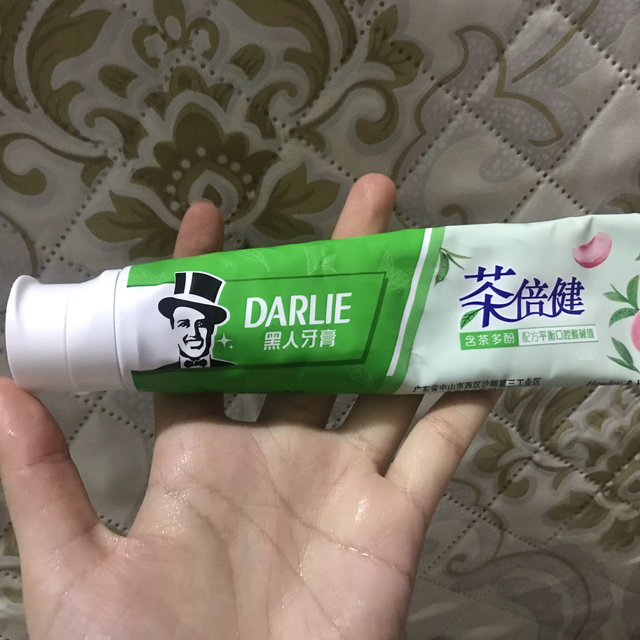 DARLIE
黑人牙膏
茶倍健
含茶多酚
配方平衡口腔酸碱值
广东省中山市西区沙朗第三工业区